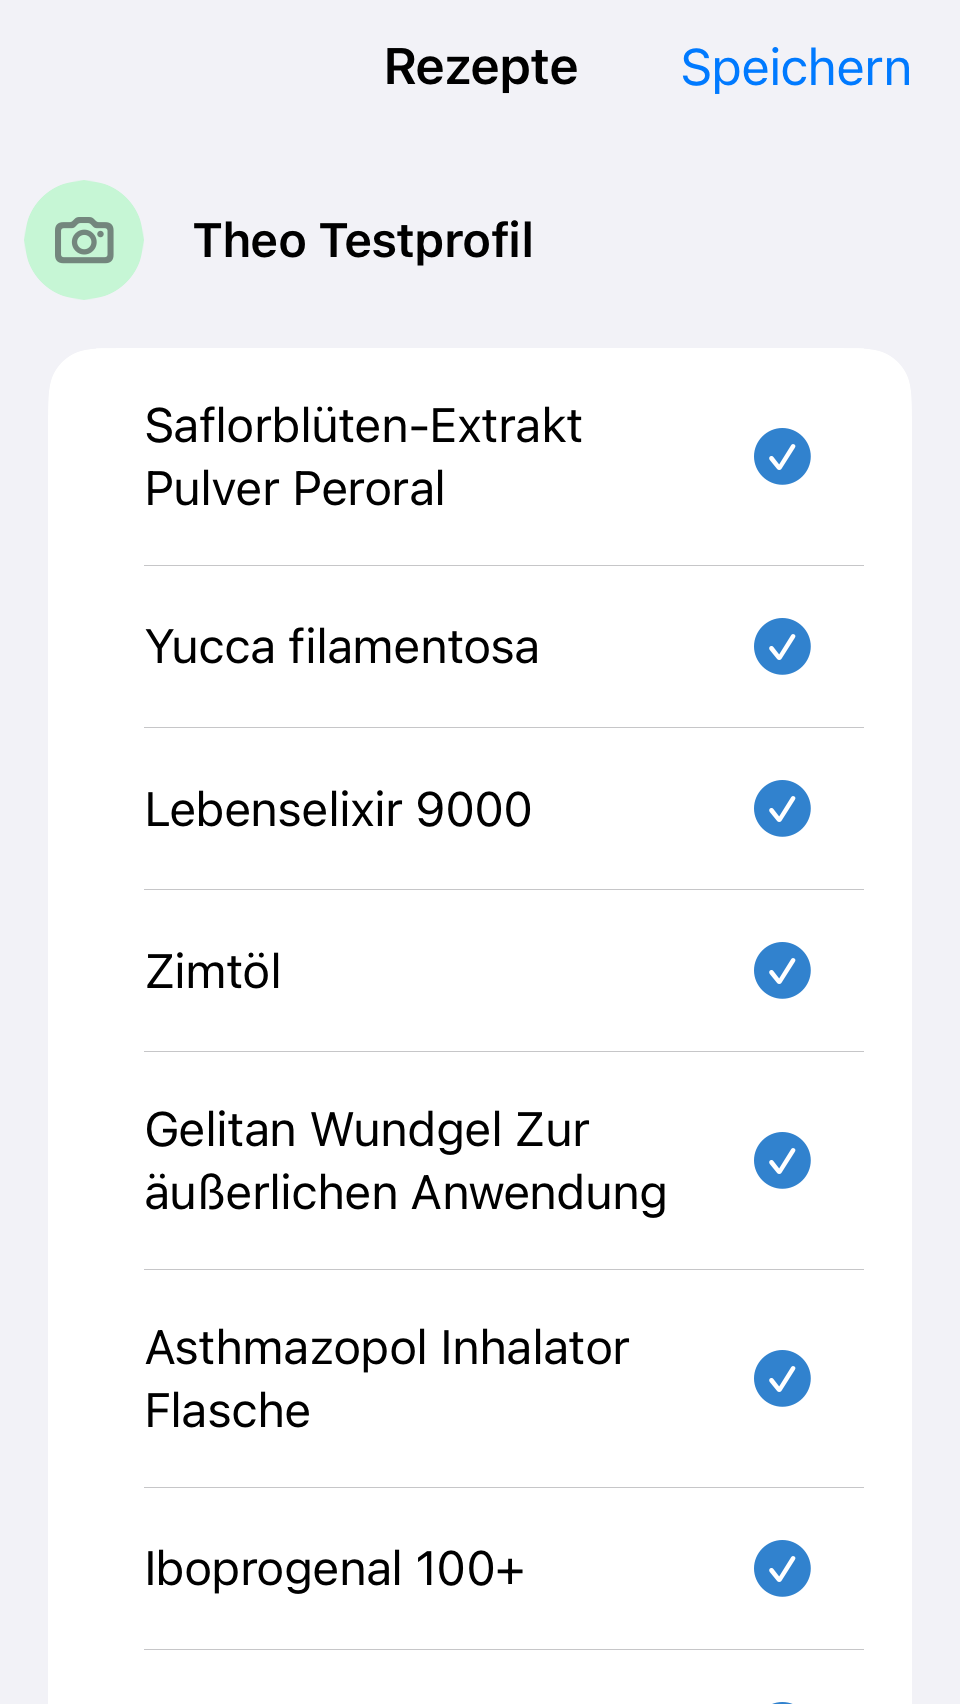 Rezepte
Speichern
Theo Testprofil
Saflorblüten-Extrakt
Pulver Peroral
Yucca filamentosa
Lebenselixir 9000
Zimtöl
Gelitan Wundgel Zur
äußerlichen Anwendung
Asthmazopol Inhalator
Flasche
Iboprogenal 100+